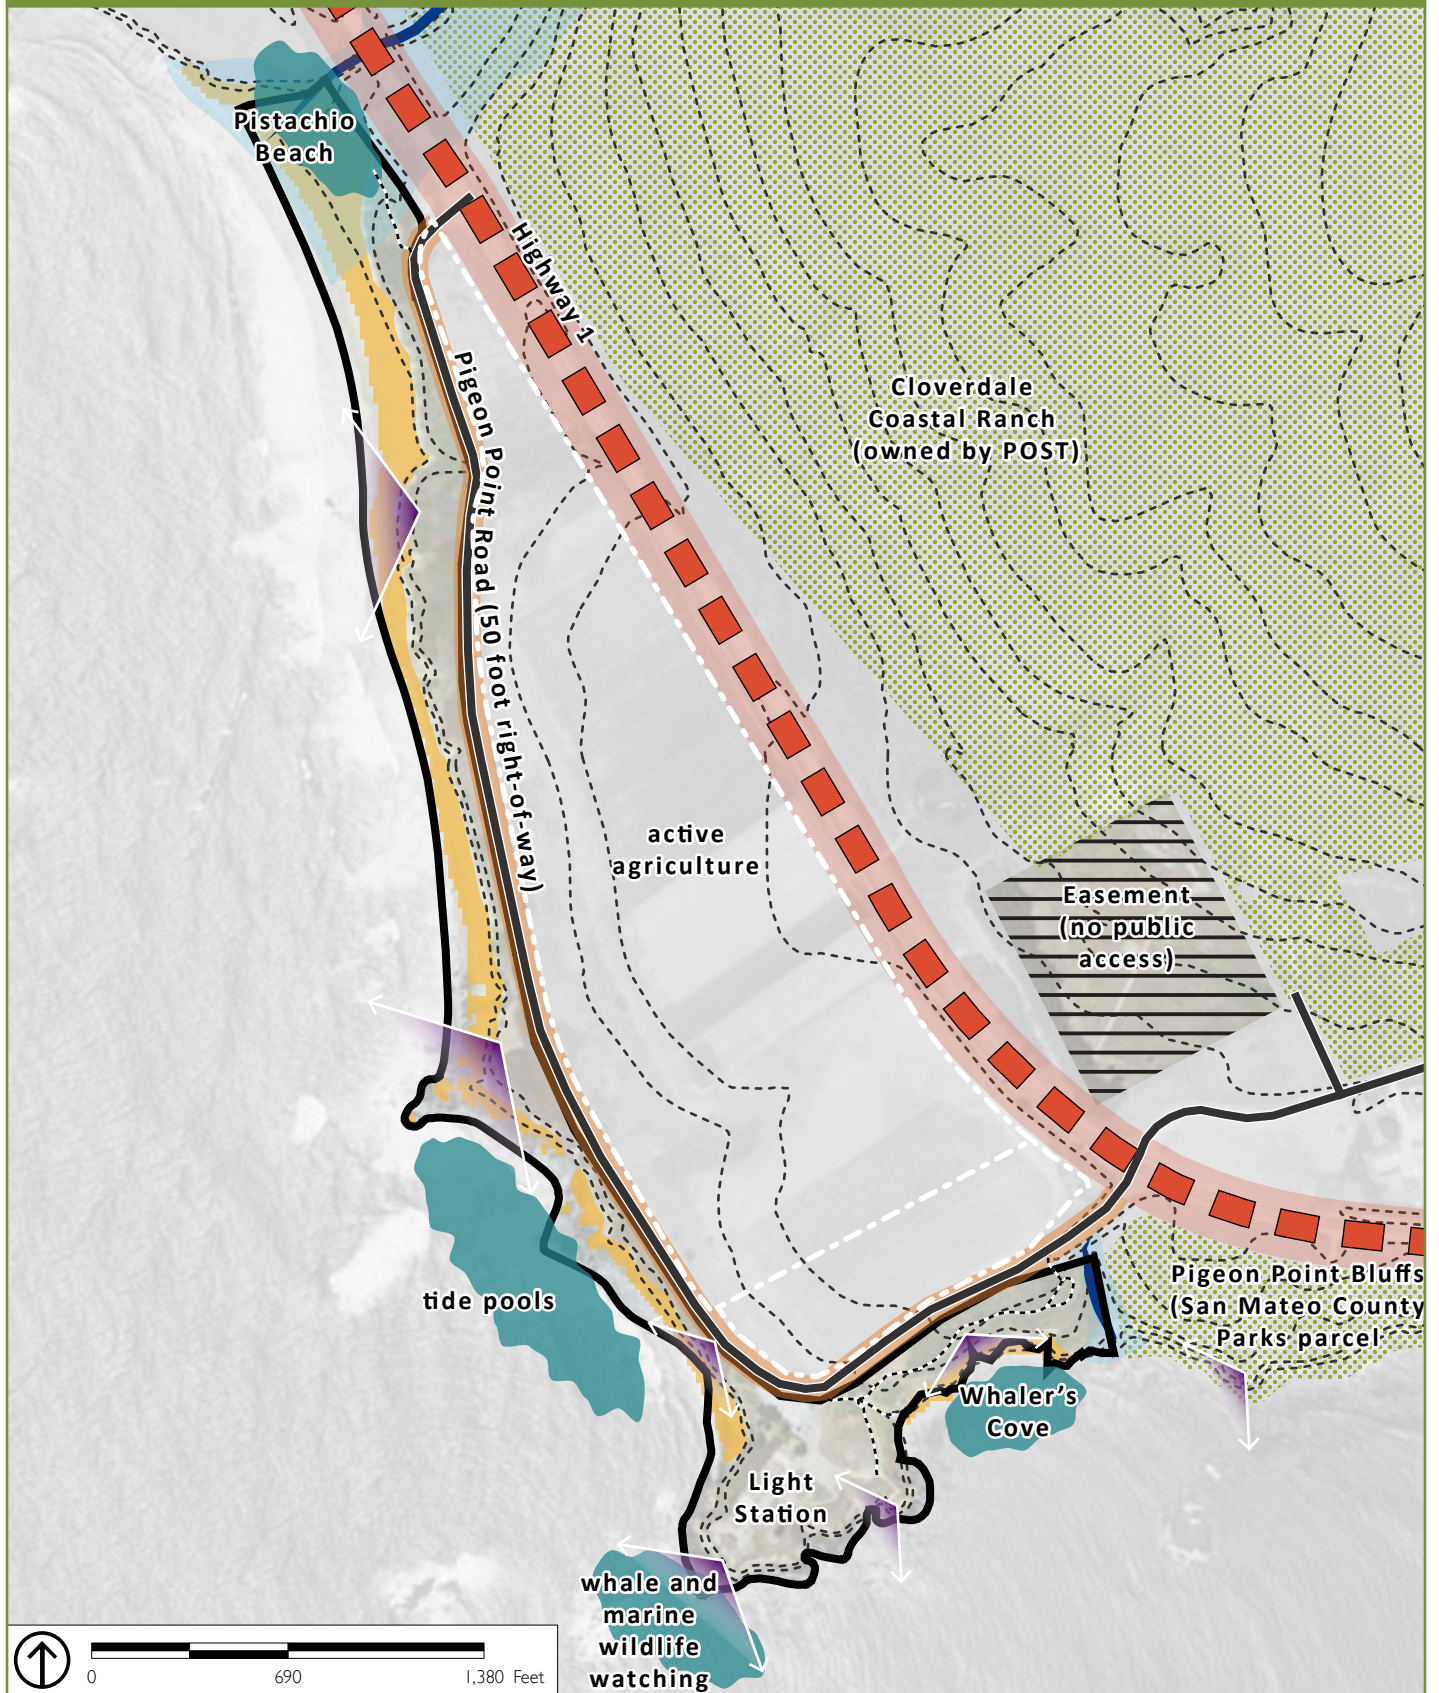 Pistachio
Beach
Highway 1
Pigeon Point Road (50 foot right-of-way)
Cloverdale
Coastal Ranch
(owned by POST)
active
agriculture
Easement
(no public
access)
tide pools
Pigeon Point Bluffs
(San Mateo County
Parks parcel
Whaler's
Cove
Light
Station
whale and
marine
wildlife
watching
0 690 1,380 Feet